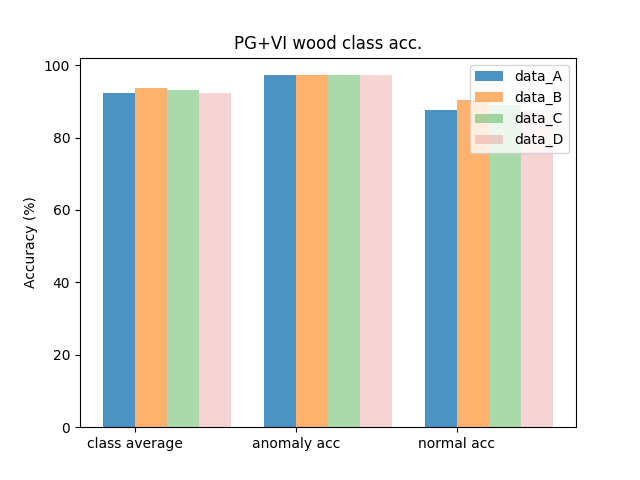 PG+VI wood class acc.
100
80
60
40
20
0
Accuracy (%)
data_A
data_B
data_C
data_D
class average
anomaly acc
normal acc